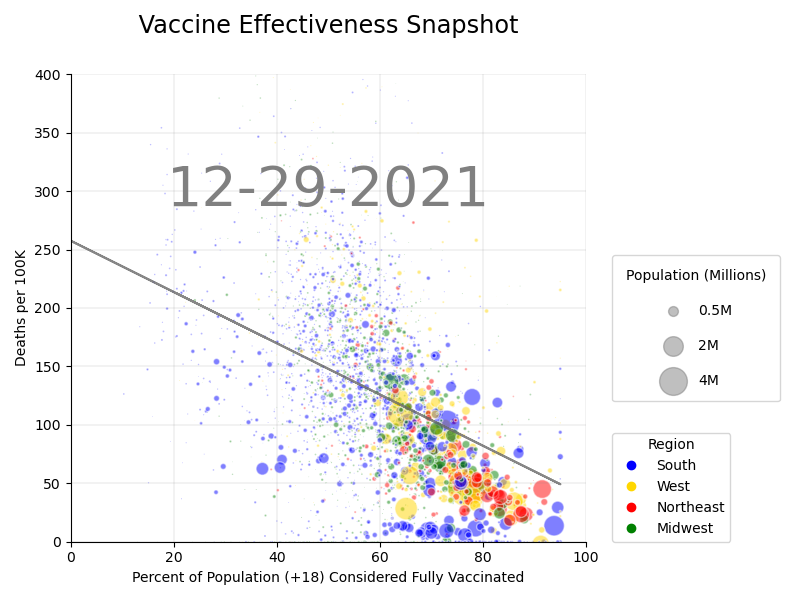 Vaccine Effectiveness Snapshot
400
350
300
250
200
150
100
50
0
Deaths per 100K
12-29-2021
0 20 40 60 80 100
Percent of Population (+18) Considered Fully Vaccinated
Population (Millions)
0.5M
2M
4M
Region
South
West
Northeast
Midwest